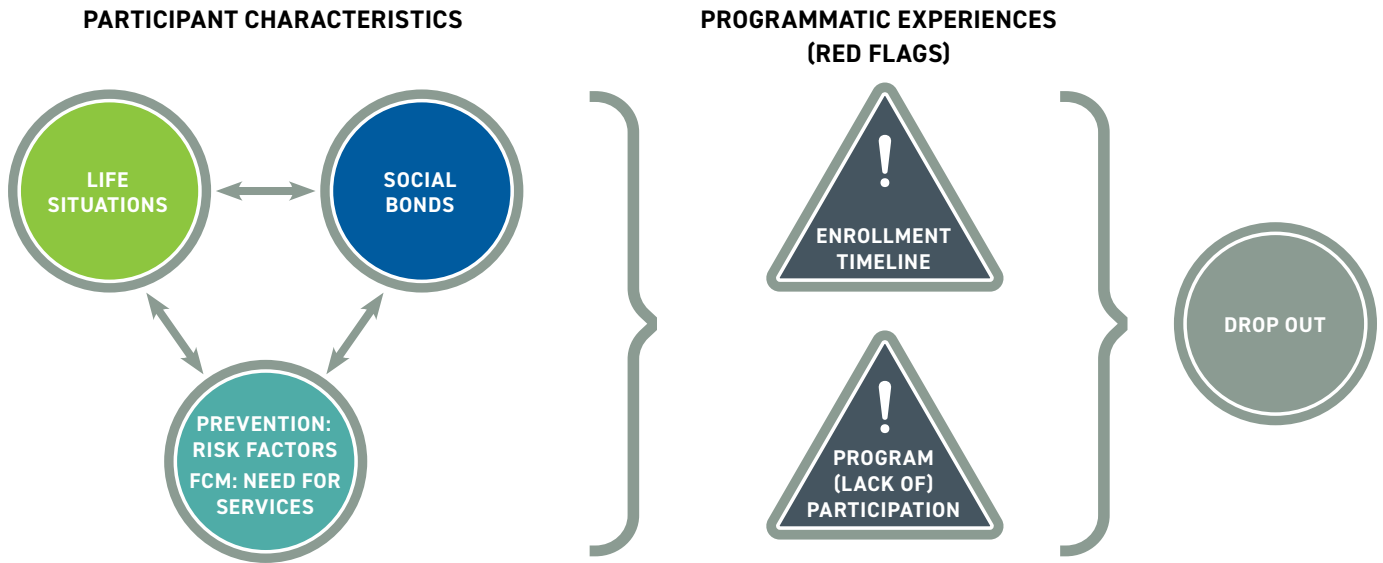 PARTICIPANT CHARACTERISTICS
PROGRAMMATIC EXPERIENCES
(RED FLAGS)
LIFE
SITUATIONS
SOCIAL
BONDS
PREVENTION:
RISK FACTORS
FCM: NEED FOR
SERVICES
!
ENROLLMENT
TIMELINE
!
PROGRAM
(LACK OF)
PARTICIPATION
DROP OUT